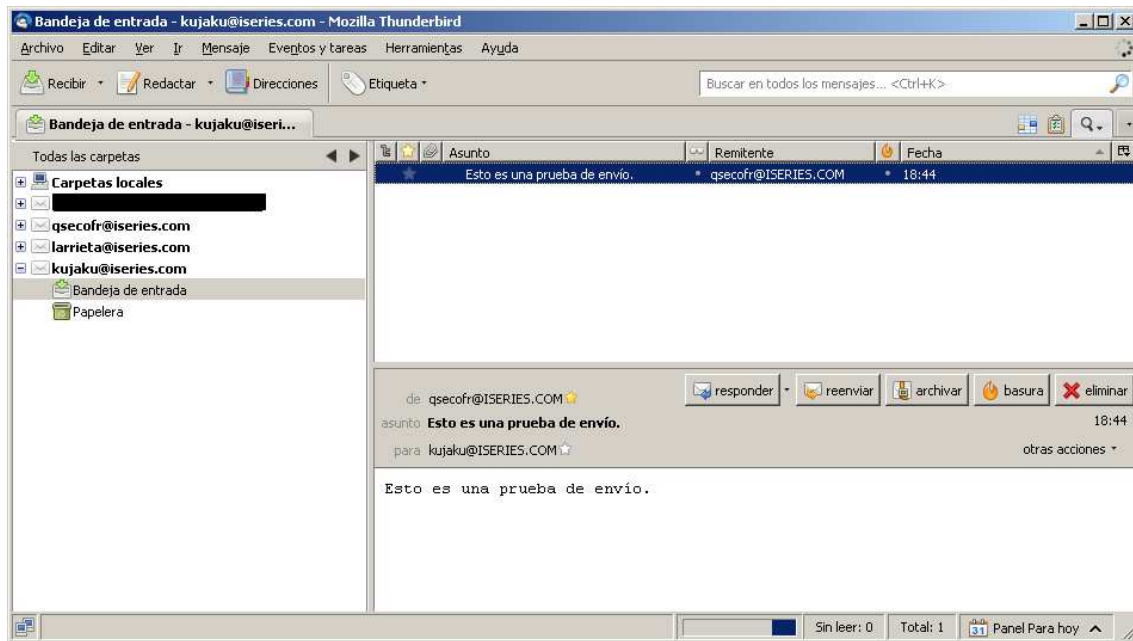 Bandeja de entrada - kujaku@iseries.com - Mozilla Thunderbird
Archivo Editar Ver Ir Mensaje Eventos y tareas Herramientas Ayuda
Recibir Redactar Direcciones Etiqueta Buscar en todos los mensajes... <Ctrl+K>
Bandeja de entrada - kujaku@iseri...
Todas las carpetas
Asunto Remitente Fecha
Esto es una prueba de envío. qsecofr@ISERIES.COM 18:44
Carpetas locales
qsecofr@iseries.com
larrieta@iseries.com
kujaku@iseries.com
Bandeja de entrada
Papelera
responder reenviar archivar basura eliminar
de qsecofr@ISERIES.COM
asunto Esto es una prueba de envío. 18:44
para kujaku@ISERIES.COM otras acciones
Esto es una prueba de envío.
Sin leer: 0 Total: 1 31 Panel Para hoy